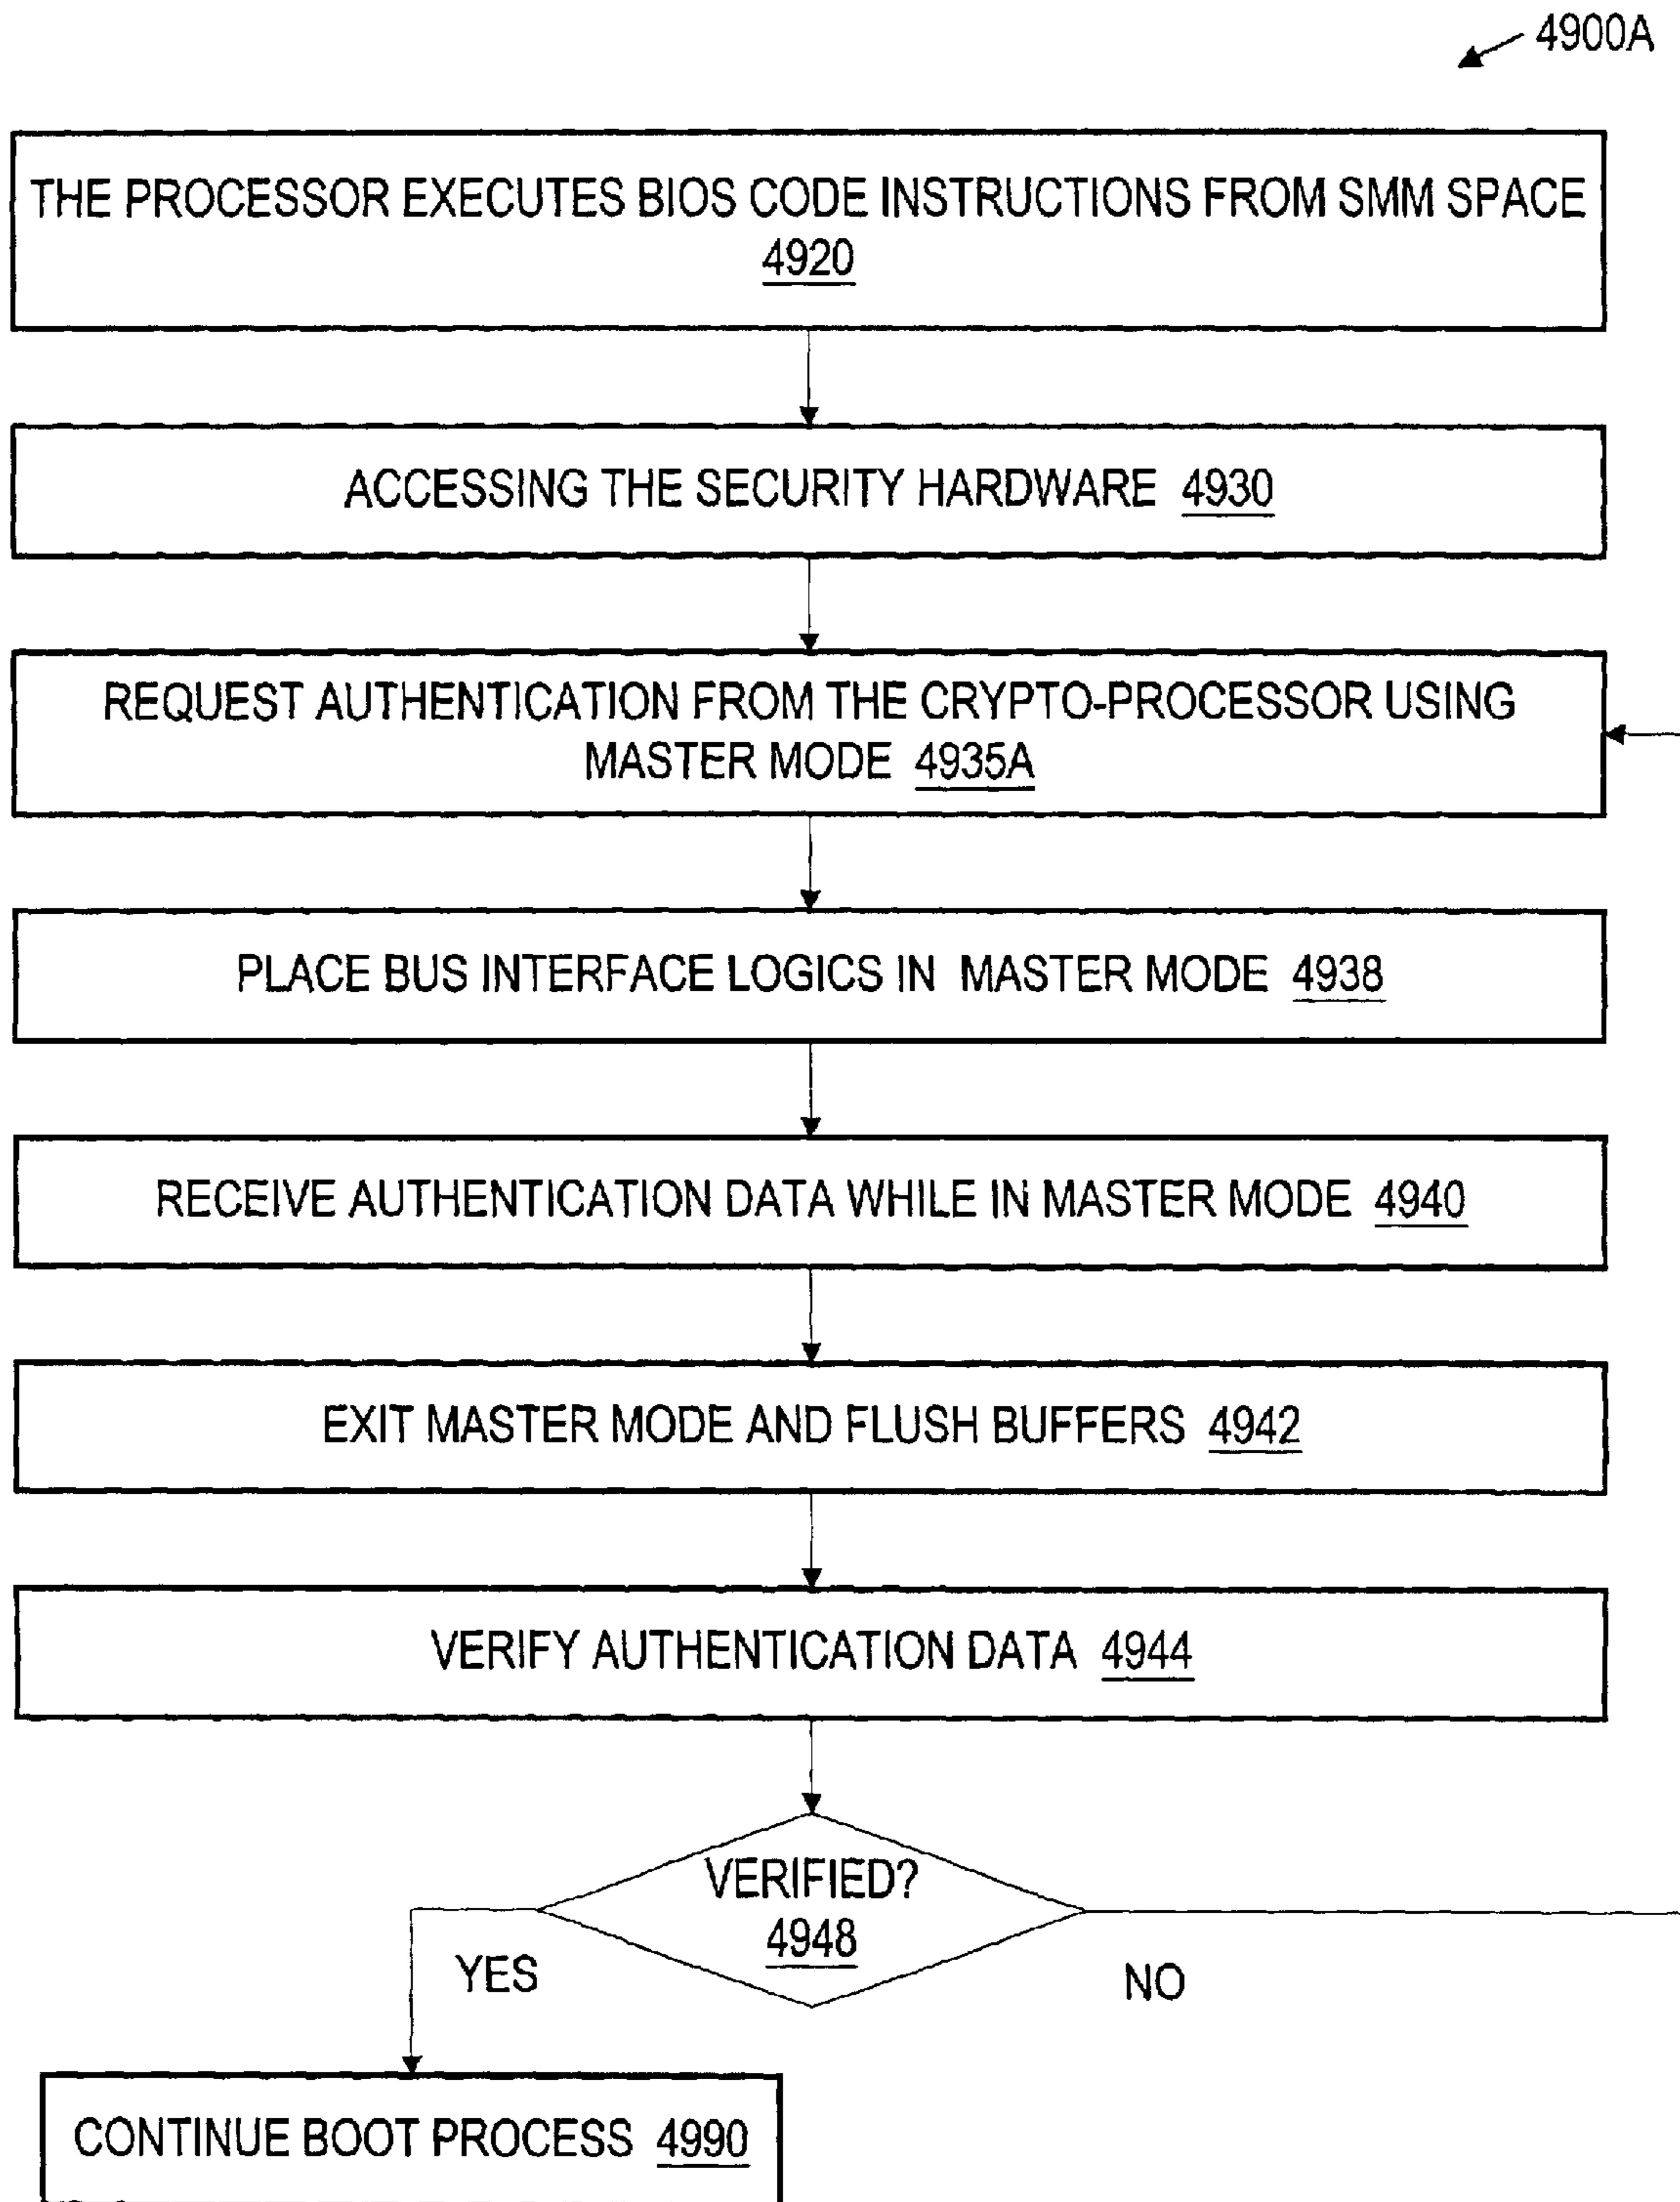 4900A
THE PROCESSOR EXECUTES BIOS CODE INSTRUCTIONS FROM SMM SPACE
4920
ACCESSING THE SECURITY HARDWARE 4930
REQUEST AUTHENTICATION FROM THE CRYPTO-PROCESSOR USING
MASTER MODE 4935A
PLACE BUS INTERFACE LOGICS IN MASTER MODE 4938
RECEIVE AUTHENTICATION DATA WHILE IN MASTER MODE 4940
EXIT MASTER MODE AND FLUSH BUFFERS 4942
VERIFY AUTHENTICATION DATA 4944
VERIFIED?
4948
YES
NO
CONTINUE BOOT PROCESS 4990